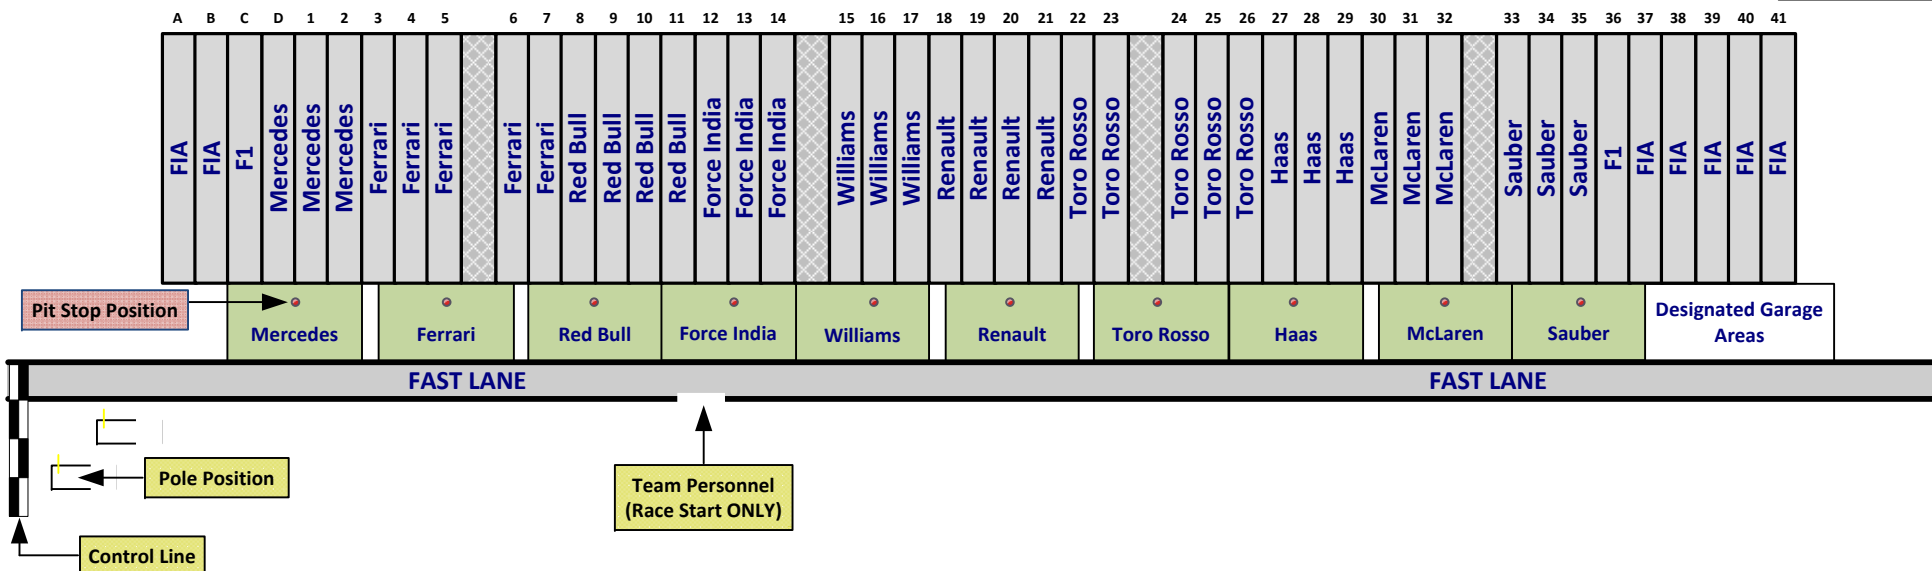 A B C D 1 2 3 4 5 6 7 8 9 10 11 12 13 14 15 16 17 18 19 20 21 22 23 24 25 26 27 28 29 30 31 32 33 34 35 36 37 38 39 40 41
FIA
FIA
F1
Mercedes
Mercedes
Mercedes
Ferrari
Ferrari
Ferrari
Ferrari
Ferrari
Red Bull
Red Bull
Red Bull
Red Bull
Force India
Force India
Force India
Williams
Williams
Williams
Renault
Renault
Renault
Renault
Toro Rosso
Toro Rosso
Toro Rosso
Toro Rosso
Toro Rosso
Haas
Haas
Haas
McLaren
McLaren
McLaren
Sauber
Sauber
Sauber
F1
FIA
FIA
FIA
FIA
FIA
Pit Stop Position
Mercedes
Ferrari
Red Bull
Force India
Williams
Renault
Toro Rosso
Haas
McLaren
Sauber
Designated Garage
Areas
FAST LANE
FAST LANE
Pole Position
Team Personnel
(Race Start ONLY)
Control Line